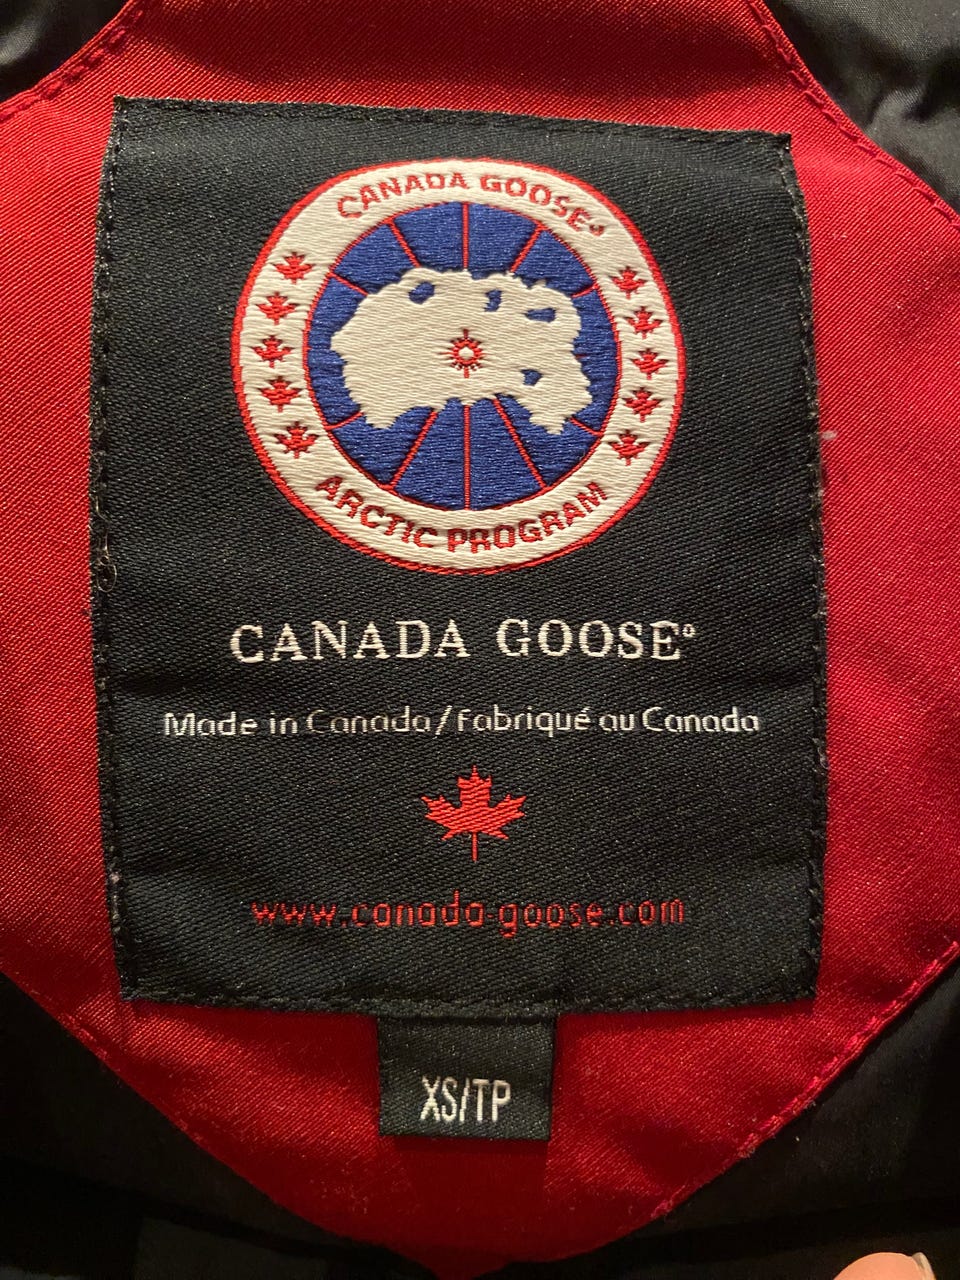 CANADA GOOSE®
ARCTIC PROGRAM
CANADA GOOSE®
Made in Canada/Fabriqué au Canada
www.canada-goose.com
XS/TP